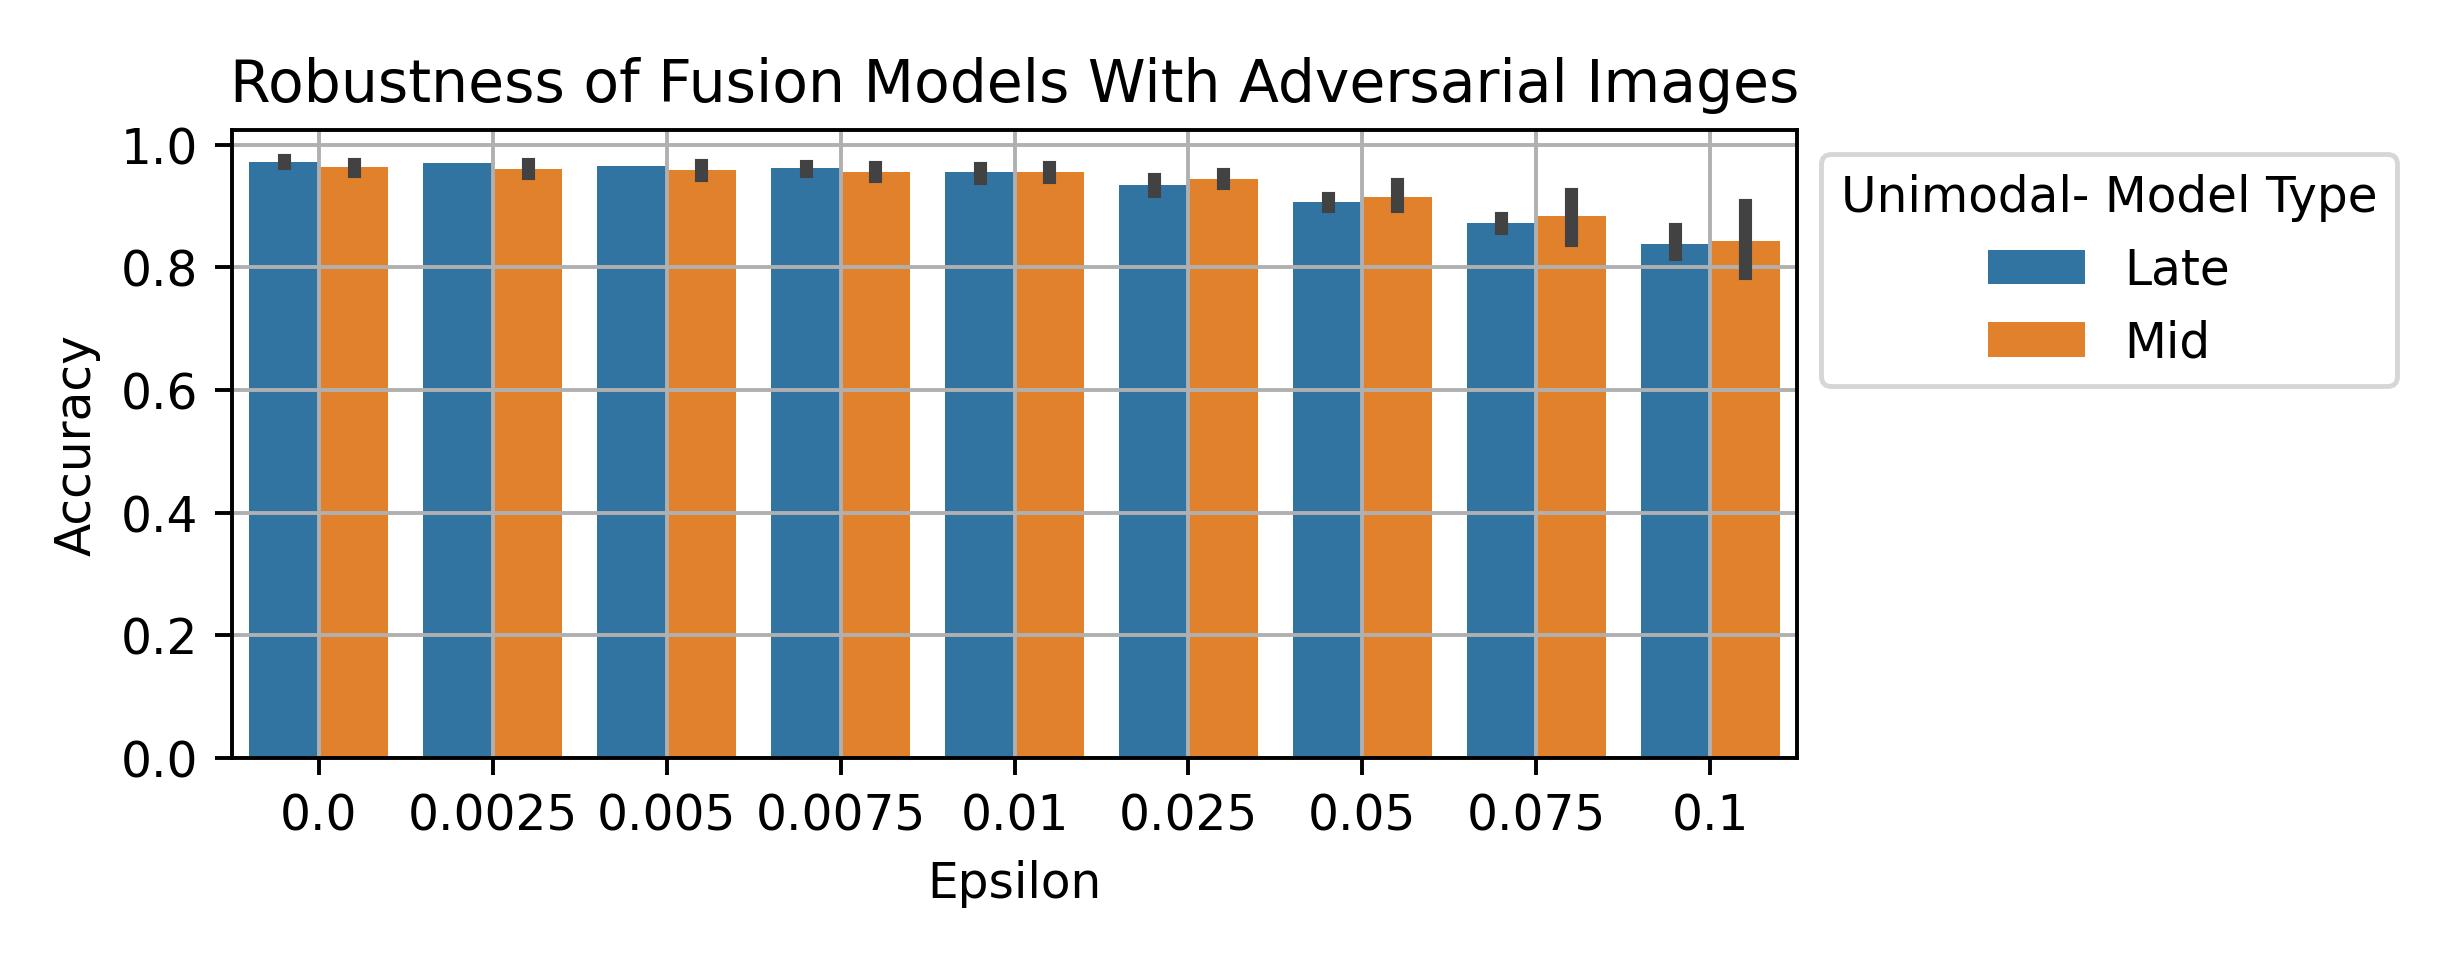 Robustness of Fusion Models With Adversarial Images
1.0
0.8
0.6
0.4
0.2
0.0
Accuracy
0.0 0.0025 0.005 0.0075 0.01 0.025 0.05 0.075 0.1
Epsilon
Unimodal- Model Type
Late
Mid